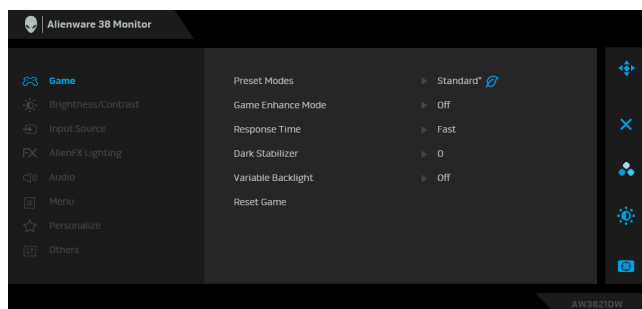 Alienware 38 Monitor
Game
Preset Modes Standard*
Brightness/Contrast
Game Enhance Mode Off
Input Source
Response Time Fast
FX AlienFX Lighting
Dark Stabilizer 0
Audio
Variable Backlight Off
Menu
Reset Game
Personalize
Others
AW3821DW